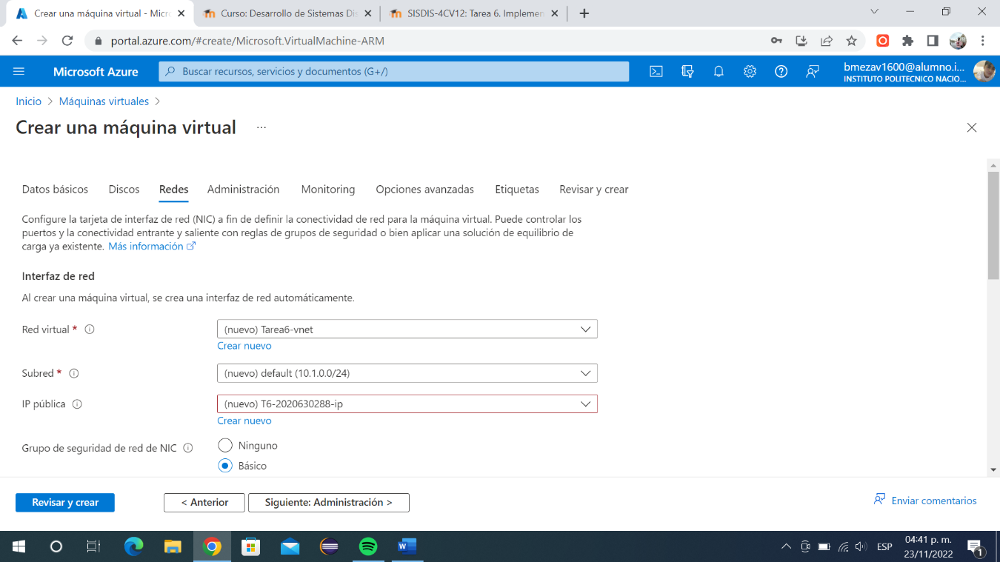 Crear una máquina virtual - Micr
Curso: Desarrollo de Sistemas Dis
SISDIS-4CV12: Tarea 6. Implemen
portal.azure.com/#create/Microsoft.VirtualMachine-ARM
Microsoft Azure
Buscar recursos, servicios y documentos (G+/)
bmezav1600@alumno.i...
INSTITUTO POLITECNICO NACIO...
Inicio > Máquinas virtuales >
Crear una máquina virtual ...
Datos básicos Discos Redes Administración Monitoring Opciones avanzadas Etiquetas Revisar y crear
Configure la tarjeta de interfaz de red (NIC) a fin de definir la conectividad de red para la máquina virtual. Puede controlar los
puertos y la conectividad entrante y saliente con reglas de grupos de seguridad o bien aplicar una solución de equilibrio de
carga ya existente. Más información
Interfaz de red
Al crear una máquina virtual, se crea una interfaz de red automáticamente.
Red virtual * (nuevo) Tarea6-vnet
Crear nuevo
Subred * (nuevo) default (10.1.0.0/24)
IP pública (nuevo) T6-2020630288-ip
Crear nuevo
Grupo de seguridad de red de NIC Ninguno
Básico
Revisar y crear < Anterior Siguiente: Administración > Enviar comentarios
ESP 04:41 p. m.
23/11/2022 1